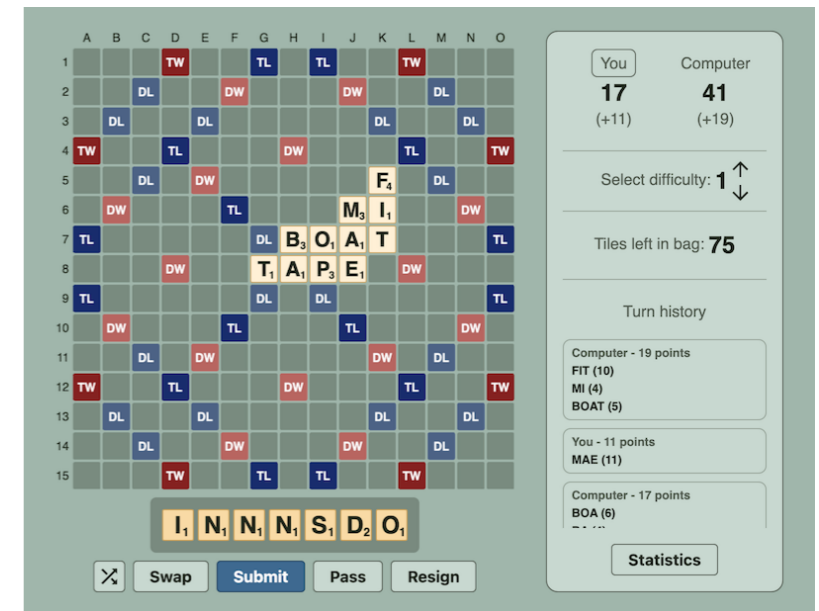 A B C D E F G H I J K L M N O
1 TW TL TL TW
2 DL DW DW DL
3 DL DL DL DL
4 TW TL DW TL TW
5 DL DW F4 DL
6 DW TL M3 I1 DW
7 TL DL B3 O1 A1 T TL
8 DW T1 A1 P3 E1 DW
9 TL DL DL TL
10 DW TL TL DW
11 DL DW DW DL
12 TW TL DW TL TW
13 DL DL DL DL
14 DL DW DW DL
15 TW TL TL TW
I1 N1 N1 N1 S1 D2 O1
Swap Submit Pass Resign
You Computer
17 41
(+11) (+19)
Select difficulty: 1
Tiles left in bag: 75
Turn history
Computer - 19 points
FIT (10)
MI (4)
BOAT (5)
You - 11 points
MAE (11)
Computer - 17 points
BOA (6)
Statistics